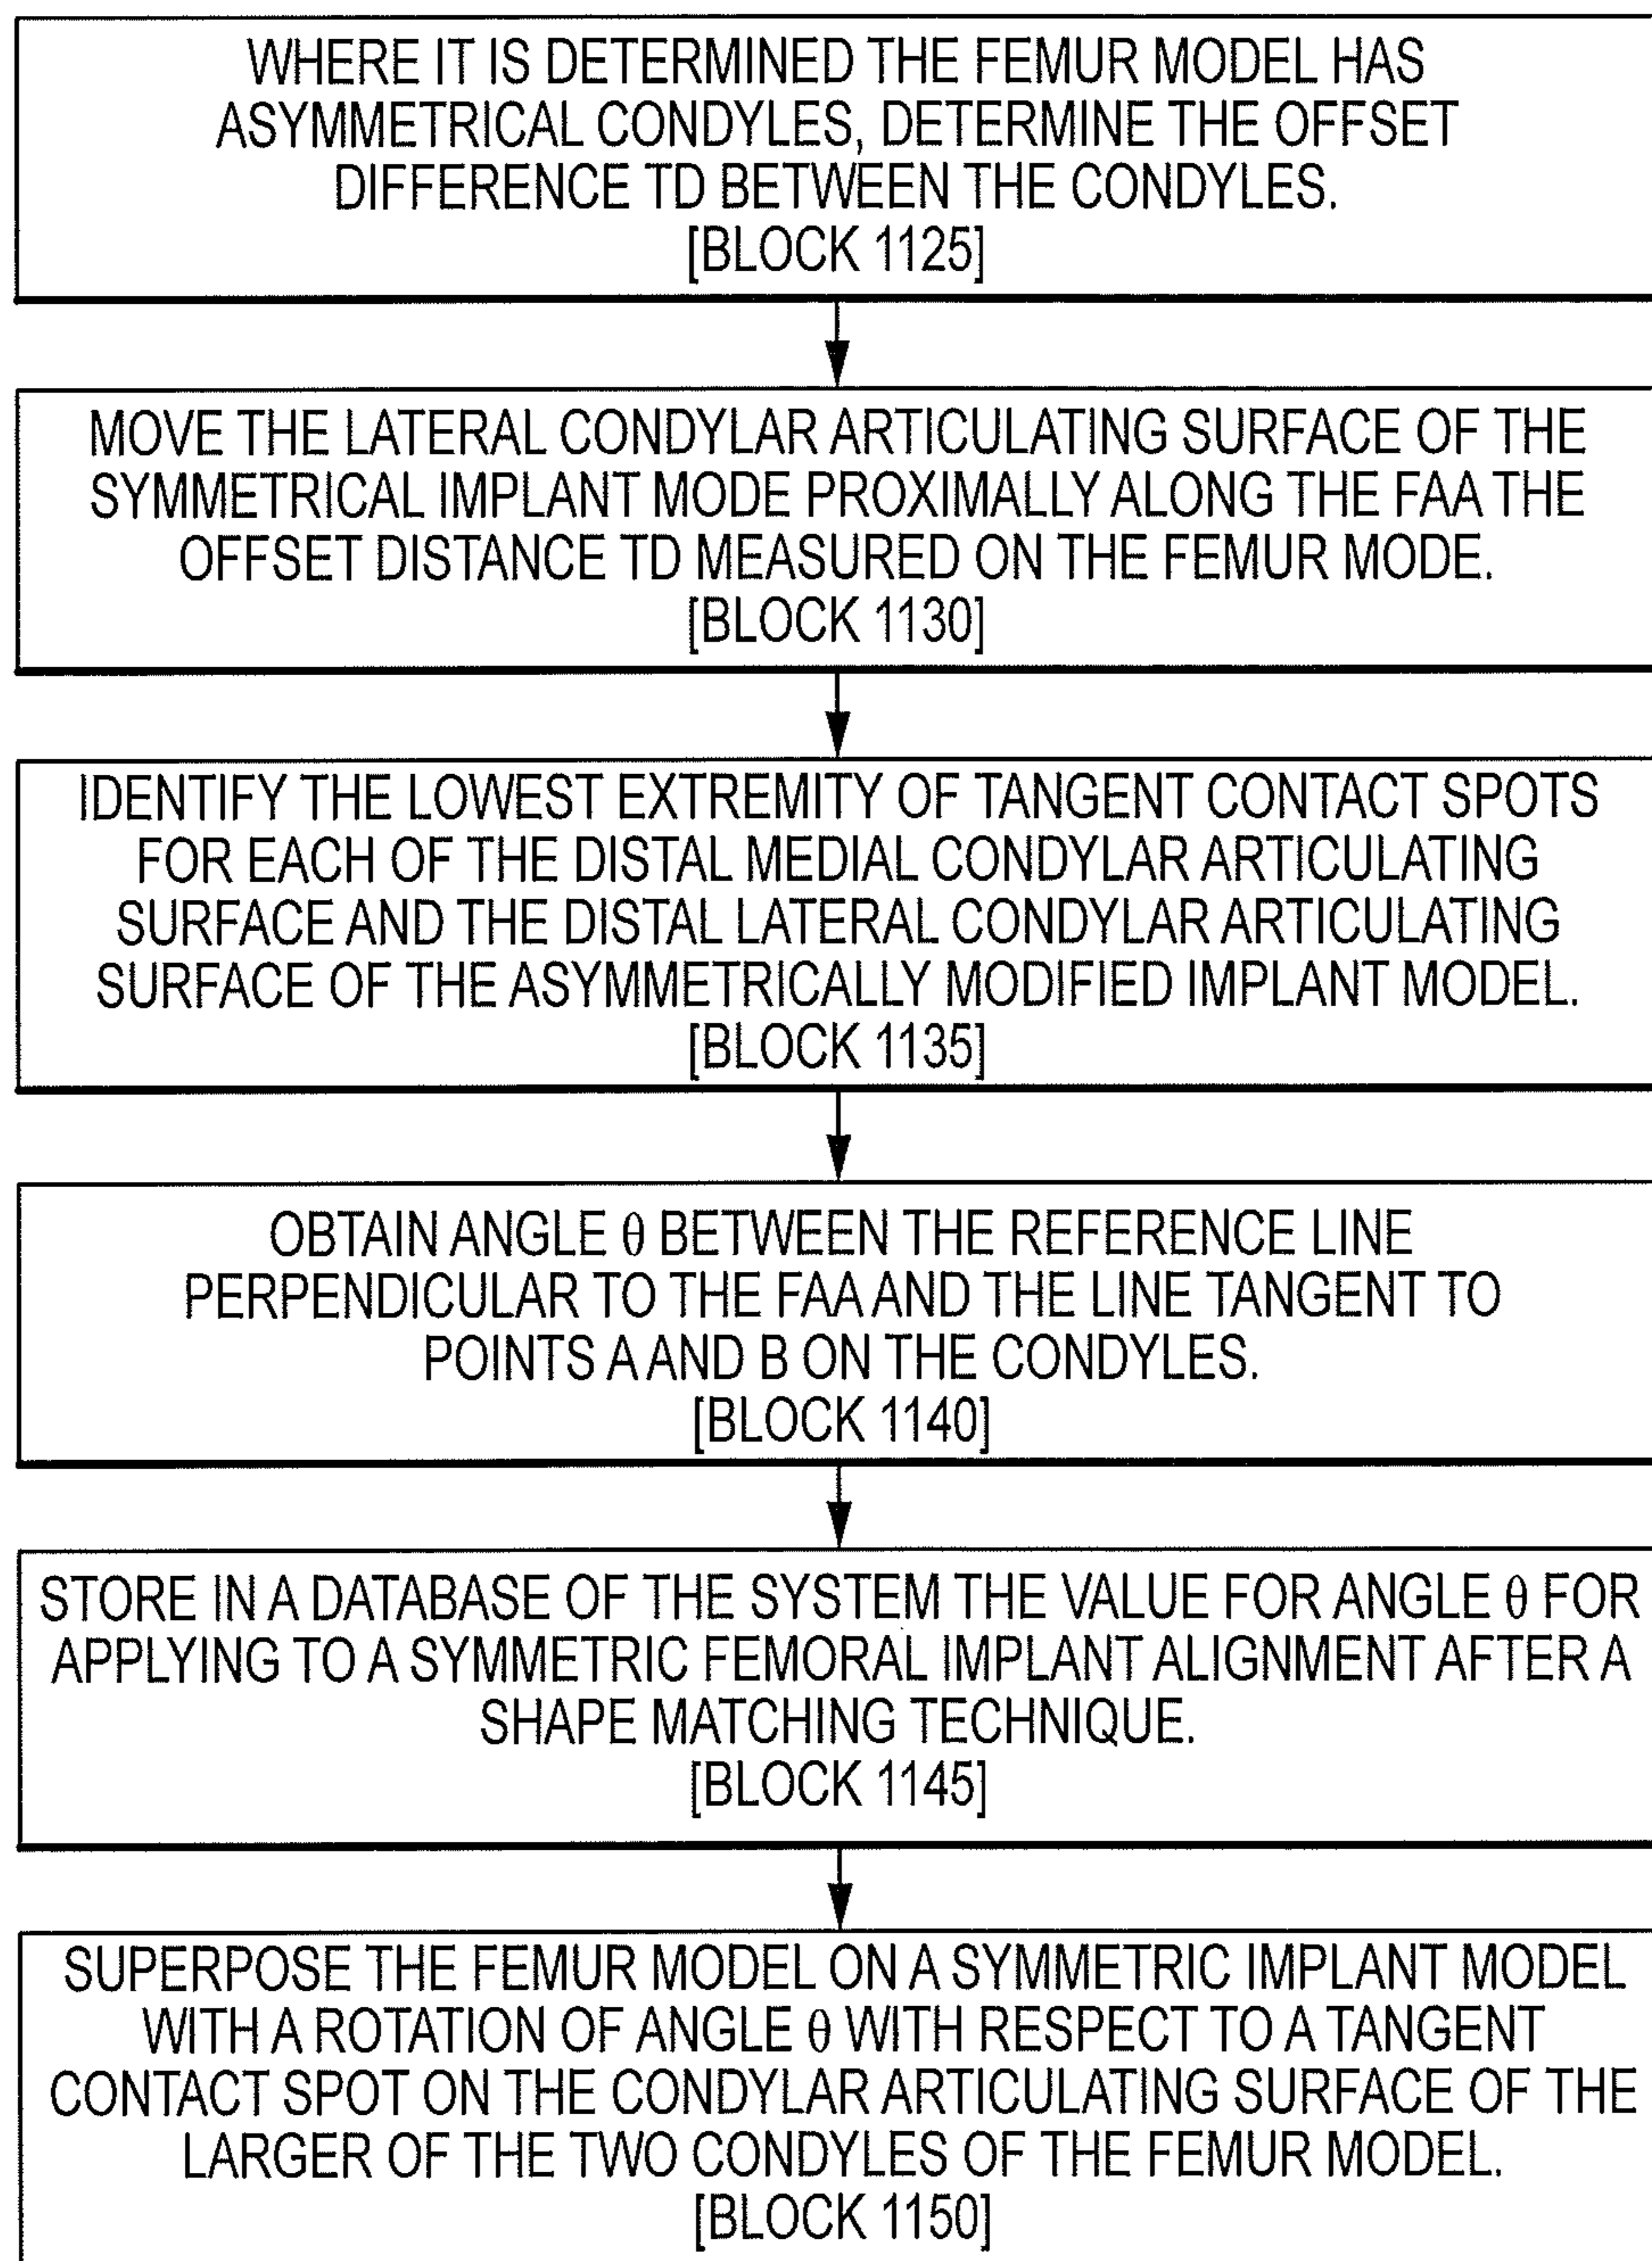 WHERE IT IS DETERMINED THE FEMUR MODEL HAS
ASYMMETRICAL CONDYLES, DETERMINE THE OFFSET
DIFFERENCE TD BETWEEN THE CONDYLES.
[BLOCK 1125]
MOVE THE LATERAL CONDYLAR ARTICULATING SURFACE OF THE
SYMMETRICAL IMPLANT MODE PROXIMALLY ALONG THE FAA THE
OFFSET DISTANCE TD MEASURED ON THE FEMUR MODE.
[BLOCK 1130]
IDENTIFY THE LOWEST EXTREMITY OF TANGENT CONTACT SPOTS
FOR EACH OF THE DISTAL MEDIAL CONDYLAR ARTICULATING
SURFACE AND THE DISTAL LATERAL CONDYLAR ARTICULATING
SURFACE OF THE ASYMMETRICALLY MODIFIED IMPLANT MODEL.
[BLOCK 1135]
OBTAIN ANGLE θ BETWEEN THE REFERENCE LINE
PERPENDICULAR TO THE FAA AND THE LINE TANGENT TO
POINTS A AND B ON THE CONDYLES.
[BLOCK 1140]
STORE IN A DATABASE OF THE SYSTEM THE VALUE FOR ANGLE θ FOR
APPLYING TO A SYMMETRIC FEMORAL IMPLANT ALIGNMENT AFTER A
SHAPE MATCHING TECHNIQUE.
[BLOCK 1145]
SUPERPOSE THE FEMUR MODEL ON A SYMMETRIC IMPLANT MODEL
WITH A ROTATION OF ANGLE θ WITH RESPECT TO A TANGENT
CONTACT SPOT ON THE CONDYLAR ARTICULATING SURFACE OF THE
LARGER OF THE TWO CONDYLES OF THE FEMUR MODEL.
[BLOCK 1150]